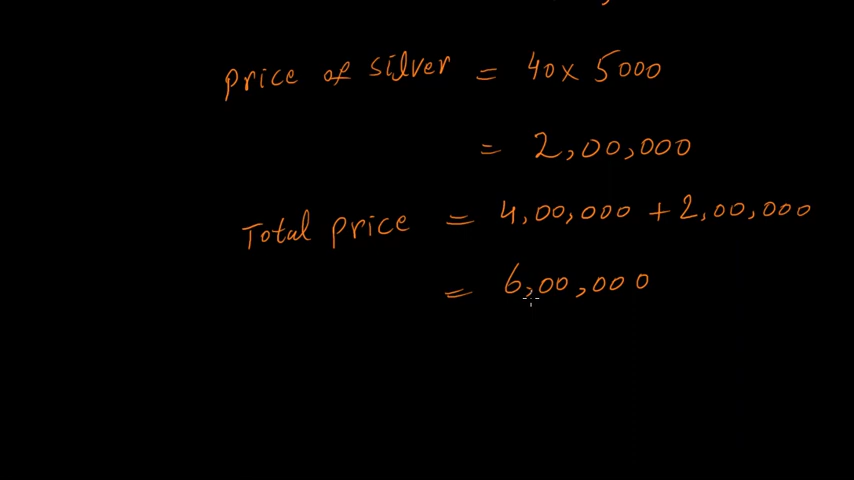 price of silver = 40 x 5000
= 2,00,000
Total price = 4,00,000 + 2,00,000
= 6,00,000